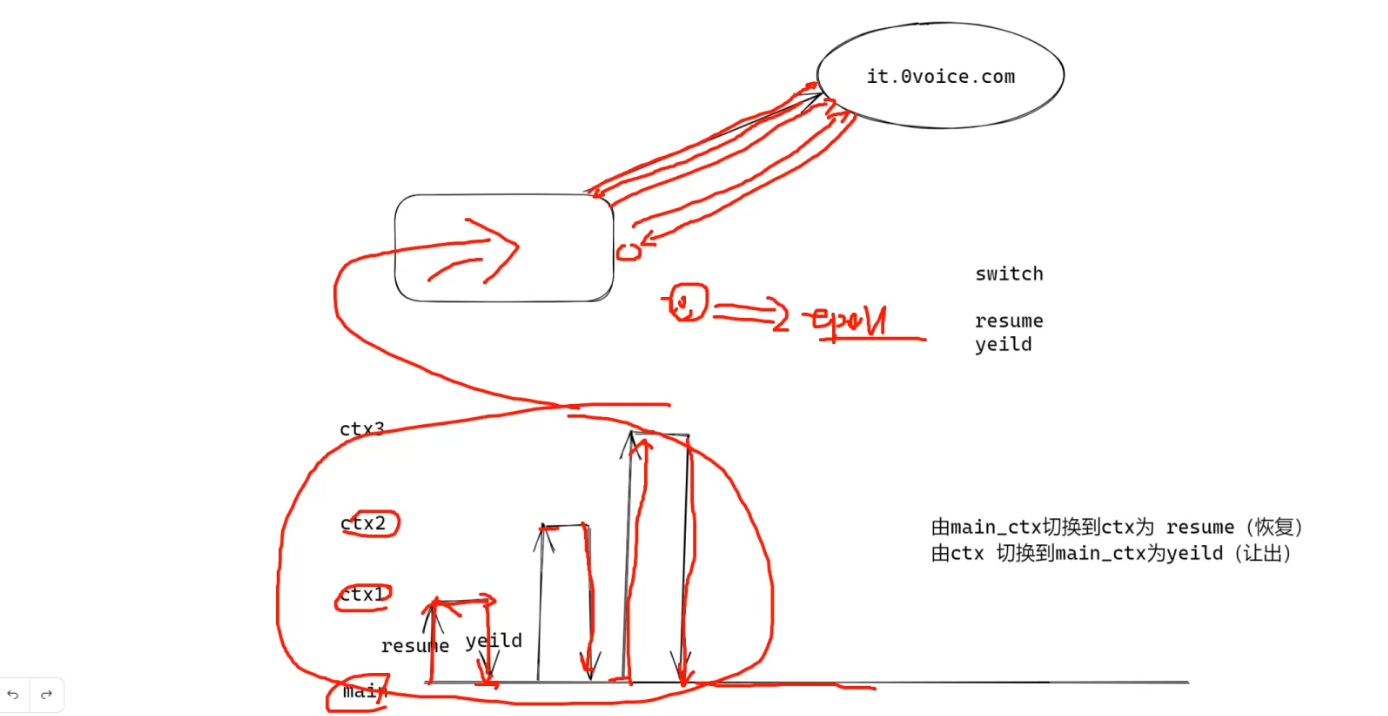 it.0voice.com
switch
epoll
resume
yeild
ctx3
ctx2
由main_ctx切换到ctx为 resume（恢复）
由ctx 切换到main_ctx为yeild（让出）
ctx1
resume
yeild
main